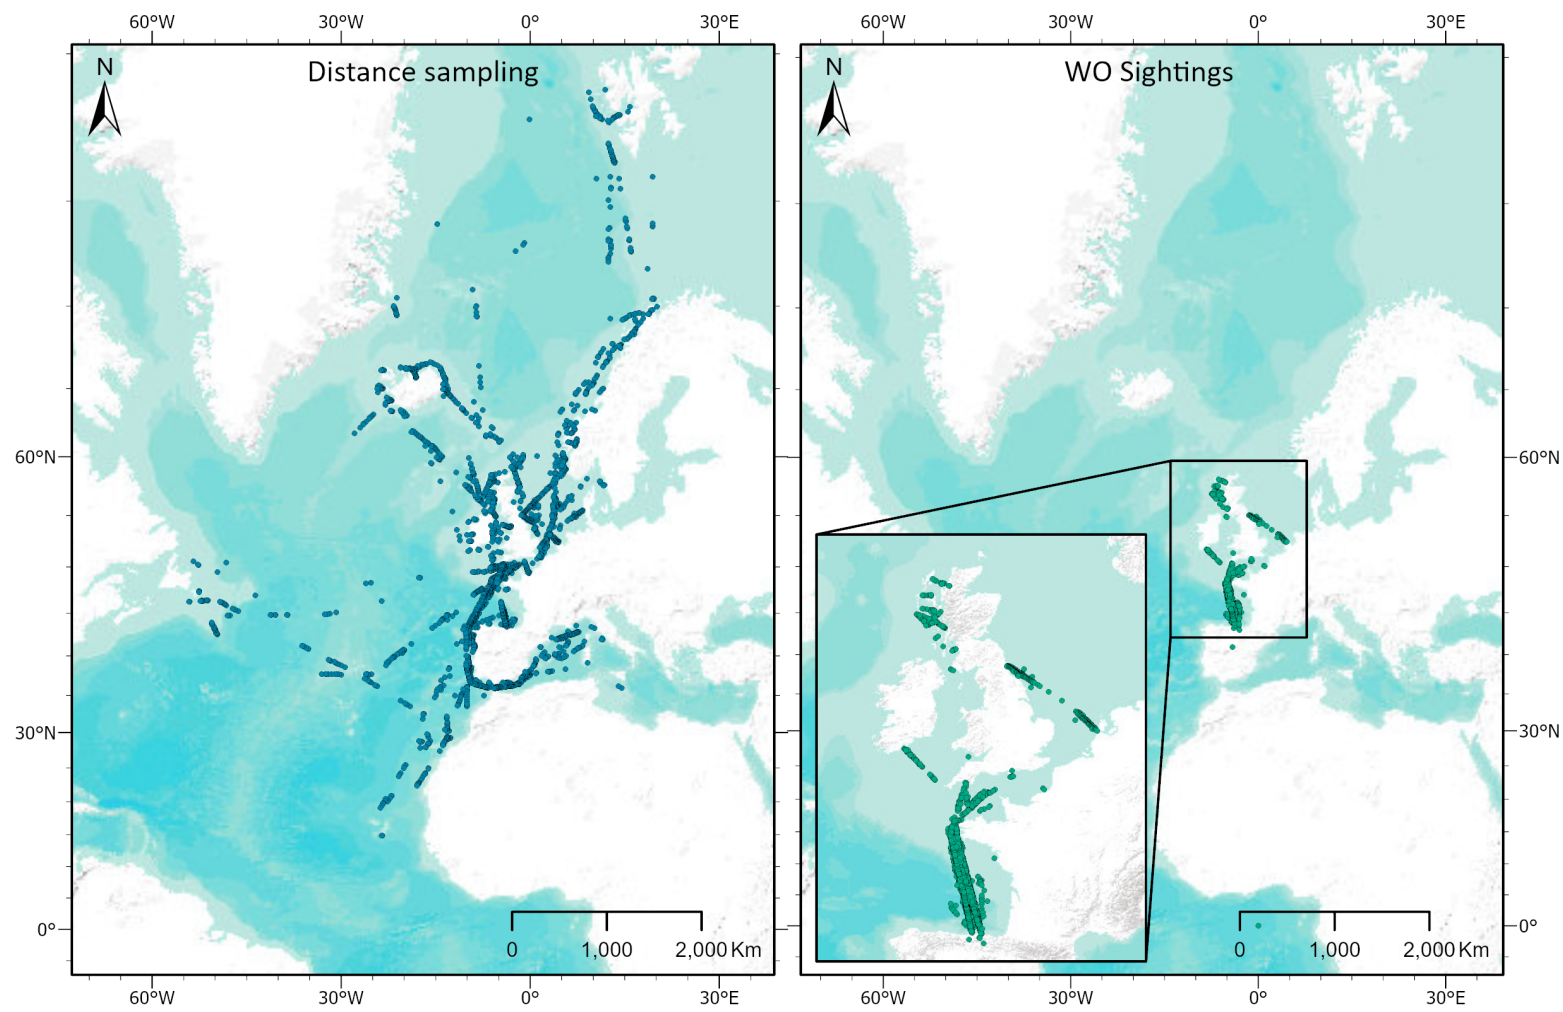 60°W 30°W 0° 30°E 60°W 30°W 0° 30°E
N Distance sampling N WO Sightings
60°N 60°N
30°N 30°N
0° 0°
0 1,000 2,000 Km 0 1,000 2,000 Km
60°W 30°W 0° 30°E 60°W 30°W 0° 30°E